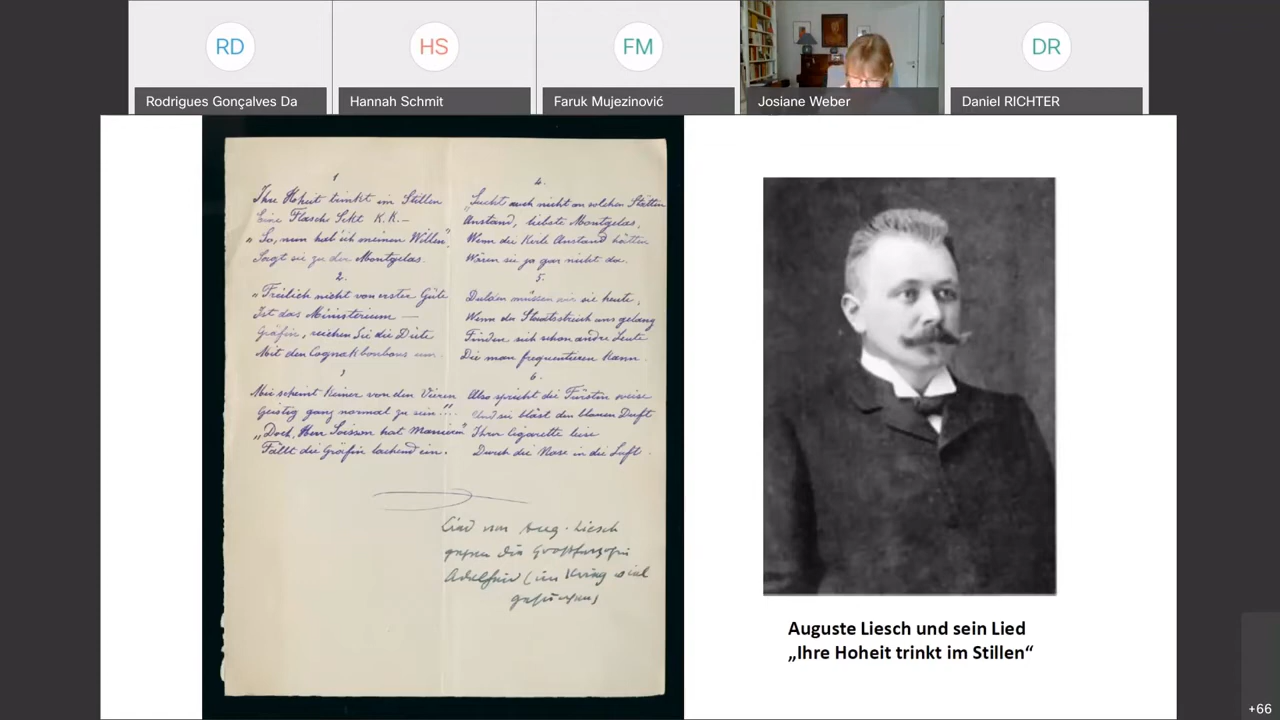 RD
Rodrigues Gonçalves Da
HS
Hannah Schmit
FM
Faruk Mujezinović
Josiane Weber
DR
Daniel RICHTER
1
Ihre Hoheit trinkt im Stillen
Eine Flasche Sekt K.K. —
"So, nun hab ich meinen Willen",
Sagt sie zu der Montgelas.
2.
"Freilich nicht von erster Güte
Ist das Ministerium —
Gräfin, reichen Sie die Düte
Mit den Cognakbonbons um.
3
Mir scheint keiner von den Vieren
Geistig ganz normal zu sein!..."
"Doch, Herr Soisson hat Manieren"
Fällt die Gräfin lachend ein.
4.
"Sucht auch nicht an solchen Stätten
Anstand, liebste Montgelas,
Wenn die Kerle Anstand hätten
Wären sie ja gar nicht da.
5.
Dulden müssen wir sie heute,
Wenn der Staatsstreich uns gelang
Finden sich schon andre Leute
Die man frequentieren kann.
6.
Also spricht die Fürstin weise
Und sie bläst den blauen Duft
Ihrer Cigarette leise
Durch die Nase in die Luft.
Lied von Aug. Liesch
gegen die Großherzogin
Adelheid (im Krieg viel
gesungen)
Auguste Liesch und sein Lied
„Ihre Hoheit trinkt im Stillen“
+66